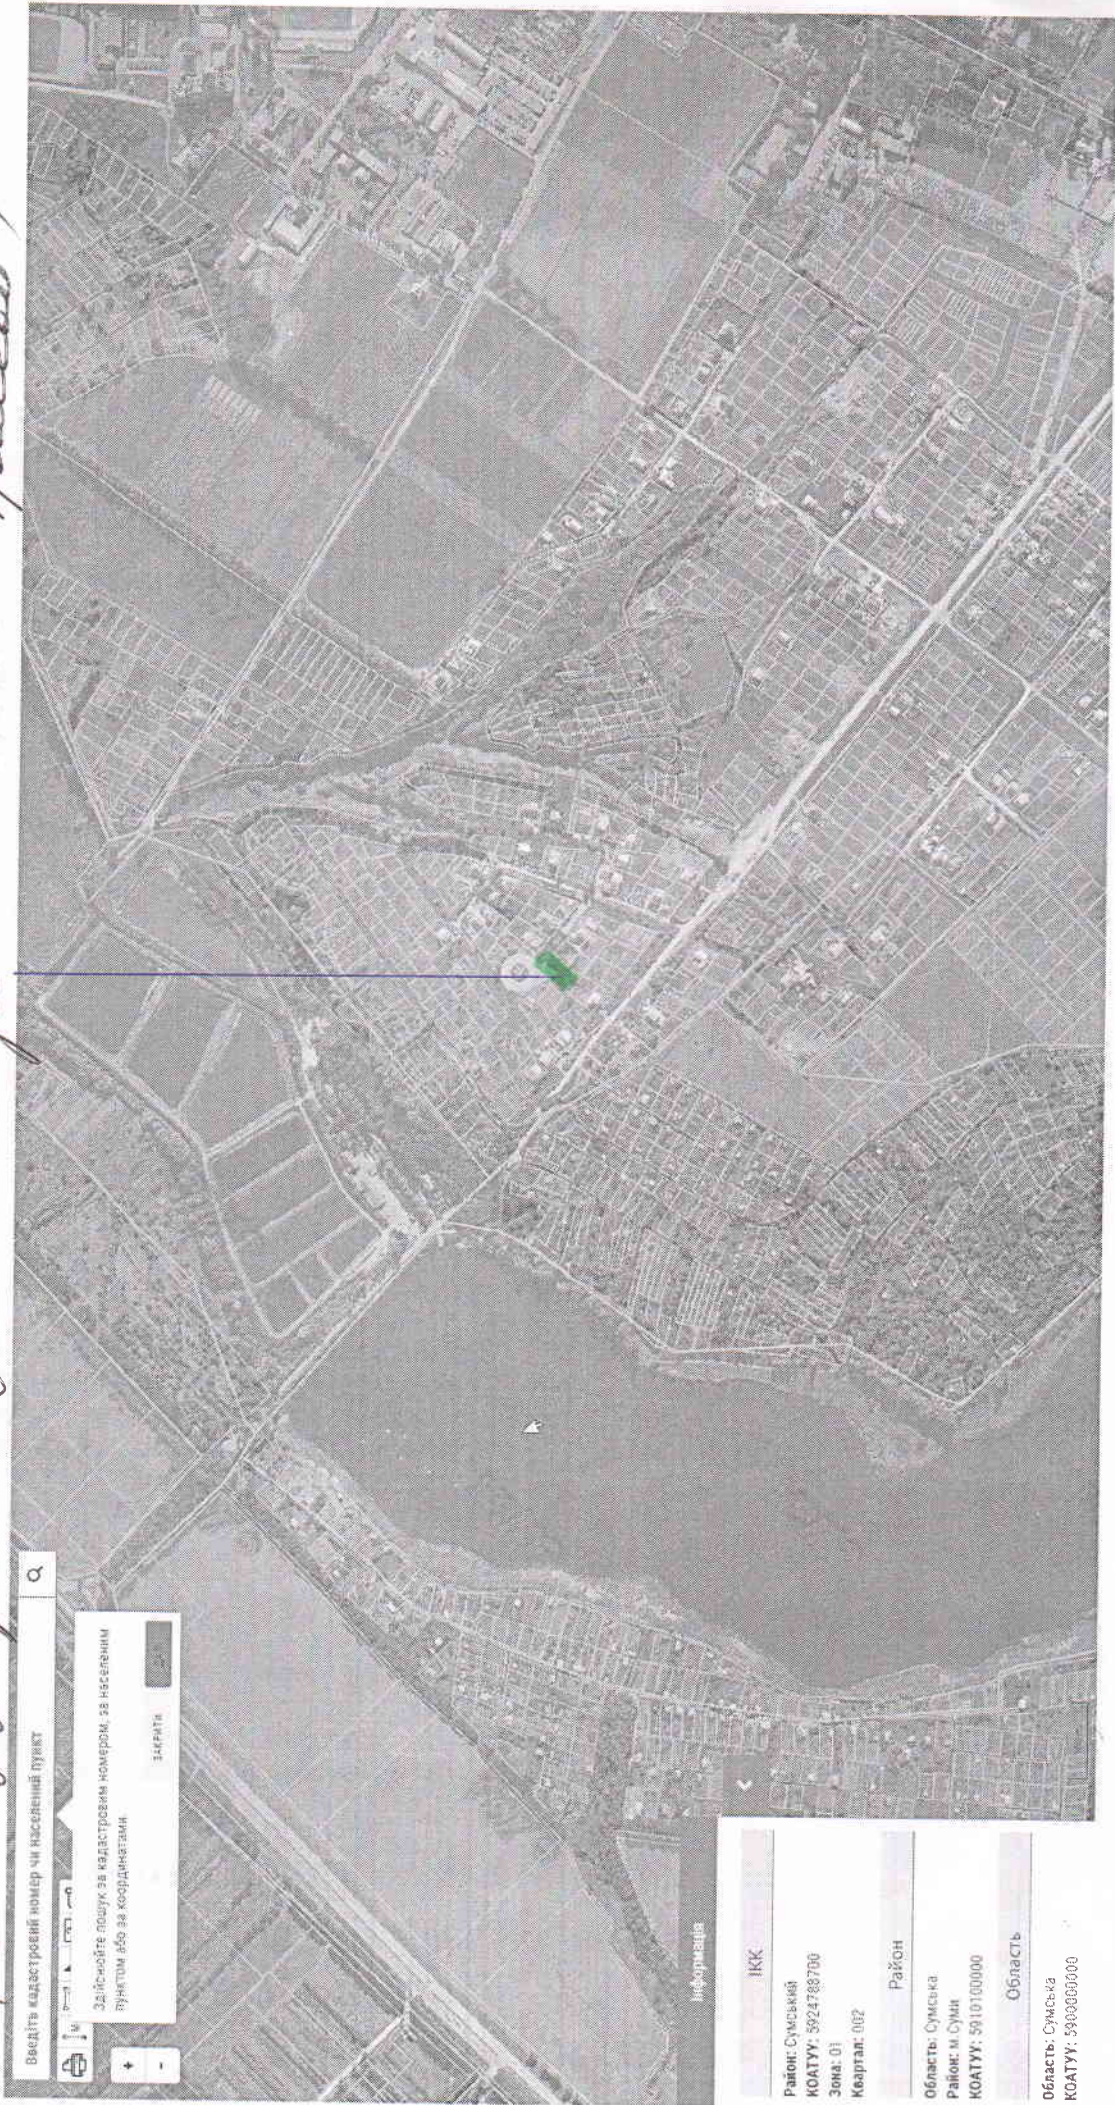 Введіть кадастровий номер чи населений пункт
Здійснюйте пошук за кадастровим номером, за населеним
пунктом або за координатами
ЗАКРИТИ
+
-
Інформація
ІКК
Район: Сумський
КОАТУУ: 5924788700
Зона: 01
Квартал: 002
Район
Область: Сумська
Район: м.Суми
КОАТУУ: 5910100000
Область
Область: Сумська
КОАТУУ: 5900000000